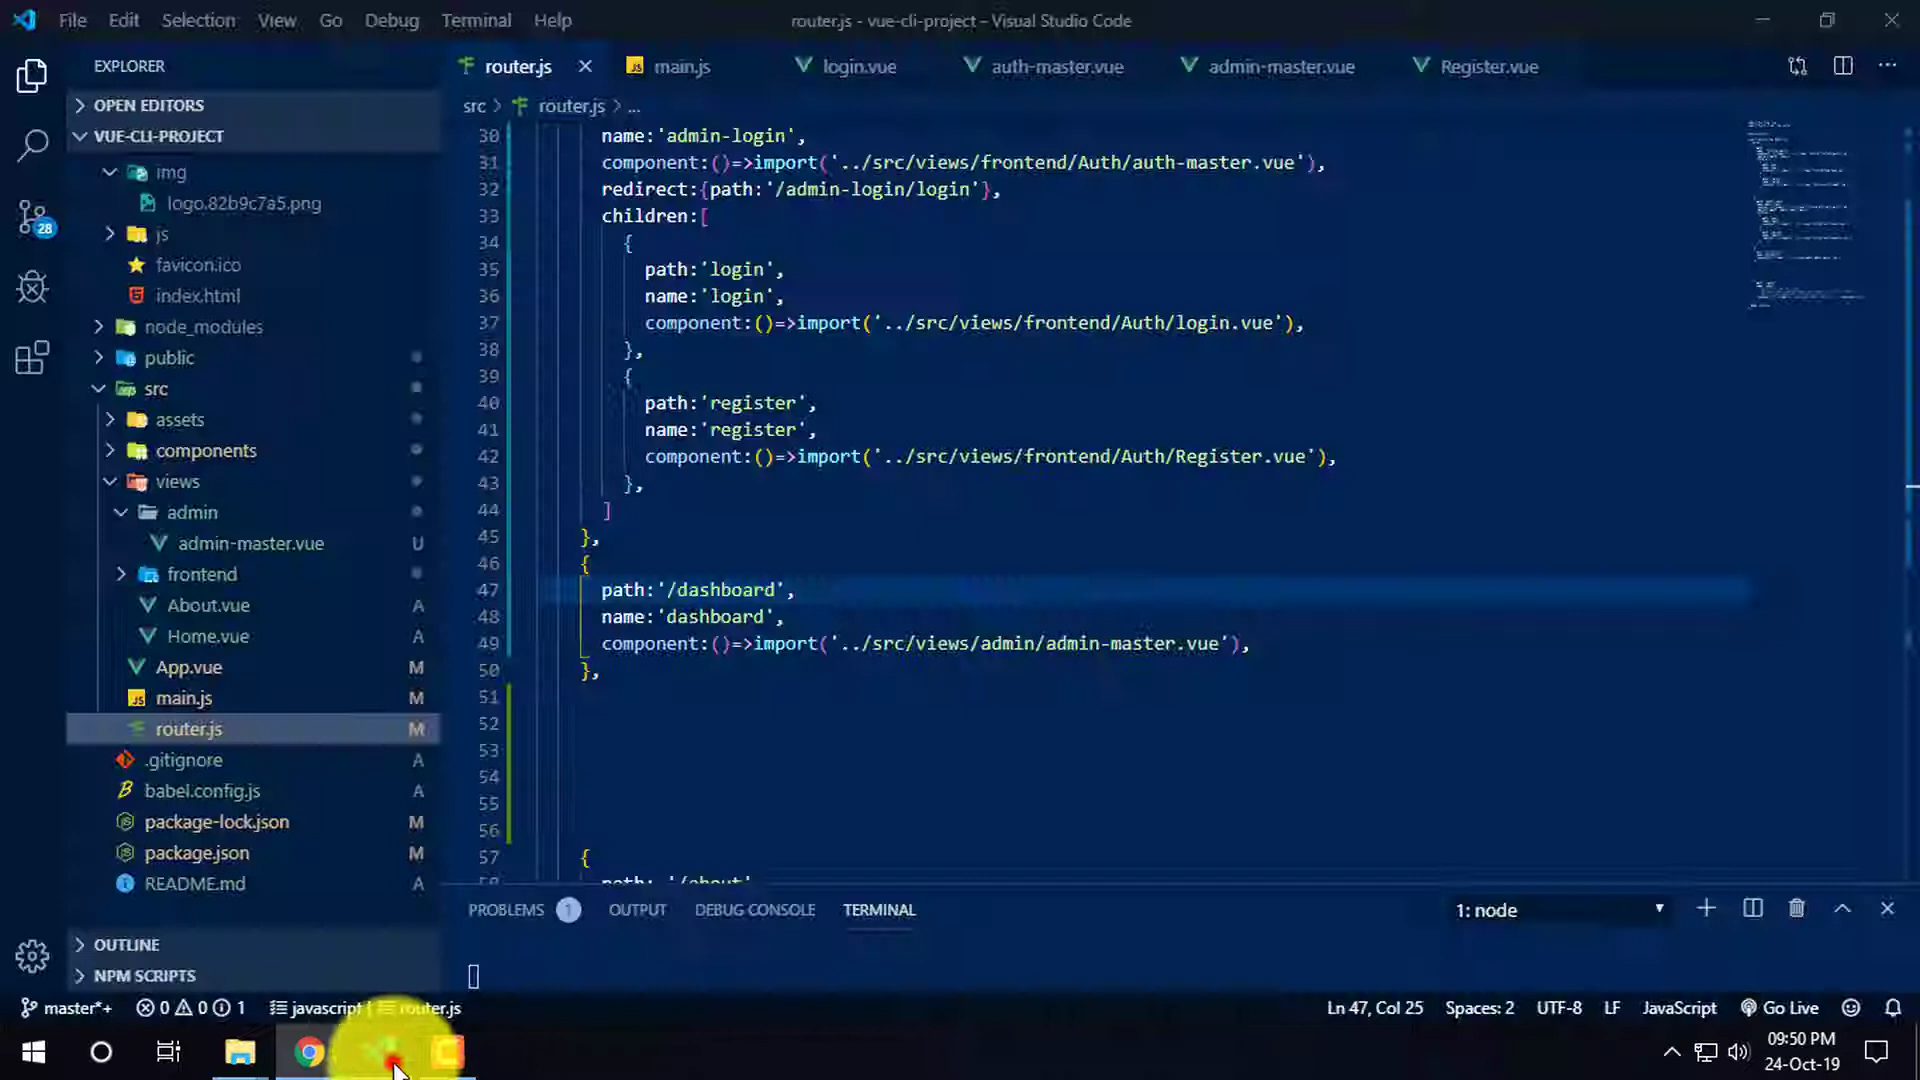 File Edit Selection View Go Debug Terminal Help
router.js - vue-cli-project - Visual Studio Code
EXPLORER
OPEN EDITORS
VUE-CLI-PROJECT
img
logo.82b9c7a5.png
js
favicon.ico
index.html
node_modules
public
src
assets
components
views
admin
admin-master.vue U
frontend
About.vue A
Home.vue A
App.vue M
main.js M
router.js M
.gitignore A
babel.config.js A
package-lock.json M
package.json M
README.md A
OUTLINE
NPM SCRIPTS
28
router.js main.js login.vue auth-master.vue admin-master.vue Register.vue
src > router.js > ...
30 name:'admin-login',
31 component:()=>import('../src/views/frontend/Auth/auth-master.vue'),
32 redirect:{path:'/admin-login/login'},
33 children:[
34 {
35 path:'login',
36 name:'login',
37 component:()=>import('../src/views/frontend/Auth/login.vue'),
38 },
39 {
40 path:'register',
41 name:'register',
42 component:()=>import('../src/views/frontend/Auth/Register.vue'),
43 },
44 ]
45 },
46 {
47 path:'/dashboard',
48 name:'dashboard',
49 component:()=>import('../src/views/admin/admin-master.vue'),
50 },
51
52
53
54
55
56
57 {
58 path: '/about',
PROBLEMS 1 OUTPUT DEBUG CONSOLE TERMINAL
1: node
master*+ 0 0 1 javascript | router.js
Ln 47, Col 25 Spaces: 2 UTF-8 LF JavaScript Go Live
09:50 PM
24-Oct-19